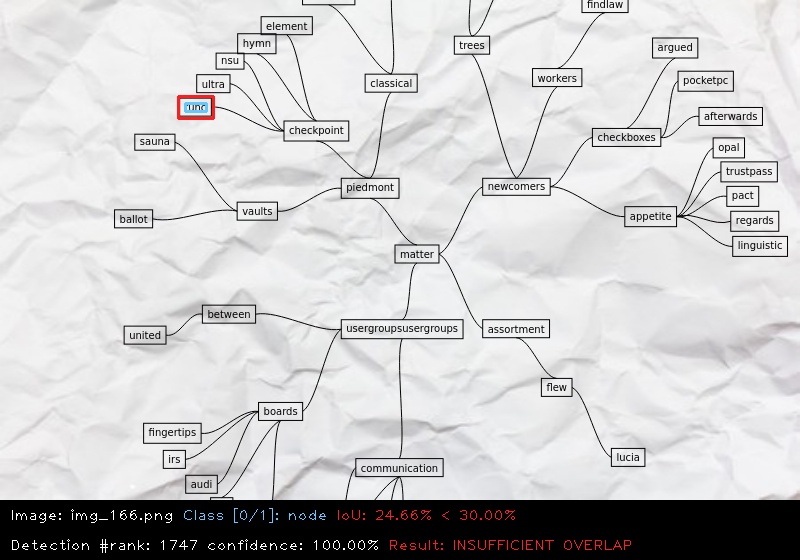 findlaw
element
trees
argued
hymn
nsu
workers
pocketpc
ultra
classical
unc
afterwards
checkpoint
checkboxes
sauna
opal
trustpass
piedmont
newcomers
pact
vaults
appetite
ballot
regards
linguistic
matter
between
united
usergroupsusergroups
assortment
flew
boards
fingertips
irs
communication
lucia
audi
Image: img_166.png Class [0/1]: node IoU: 24.66% < 30.00%
Detection #rank: 1747 confidence: 100.00% Result: INSUFFICIENT OVERLAP